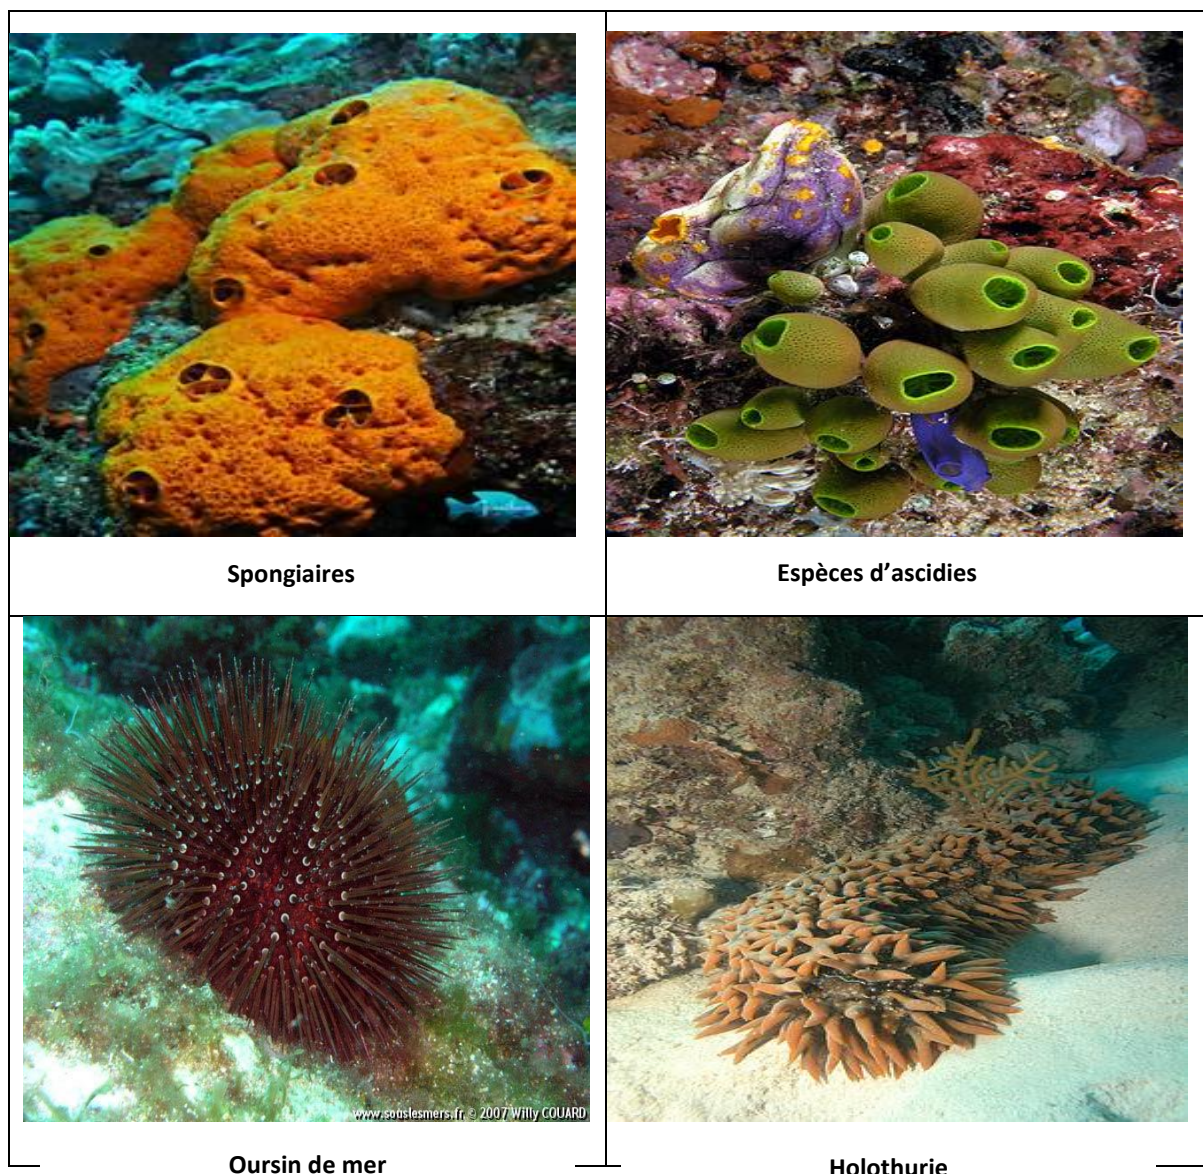 Spongiaires
Espèces d’ascidies
www.souslesmers.fr © 2007 Willy COUARD
Oursin de mer
Holothurie